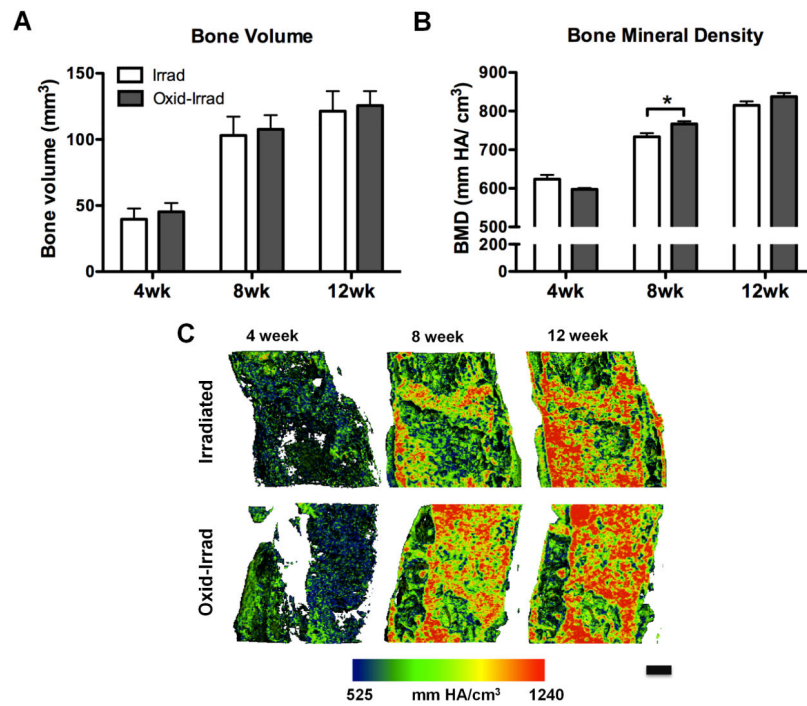 A
Bone Volume
Bone volume (mm³)
150
100
50
0
Irrad
Oxid-Irrad
4wk 8wk 12wk
B
Bone Mineral Density
BMD (mm HA/ cm³)
900
800
700
600
500
200
0
*
4wk 8wk 12wk
C
4 week 8 week 12 week
Irradiated
Oxid-Irrad
525 mm HA/cm³ 1240